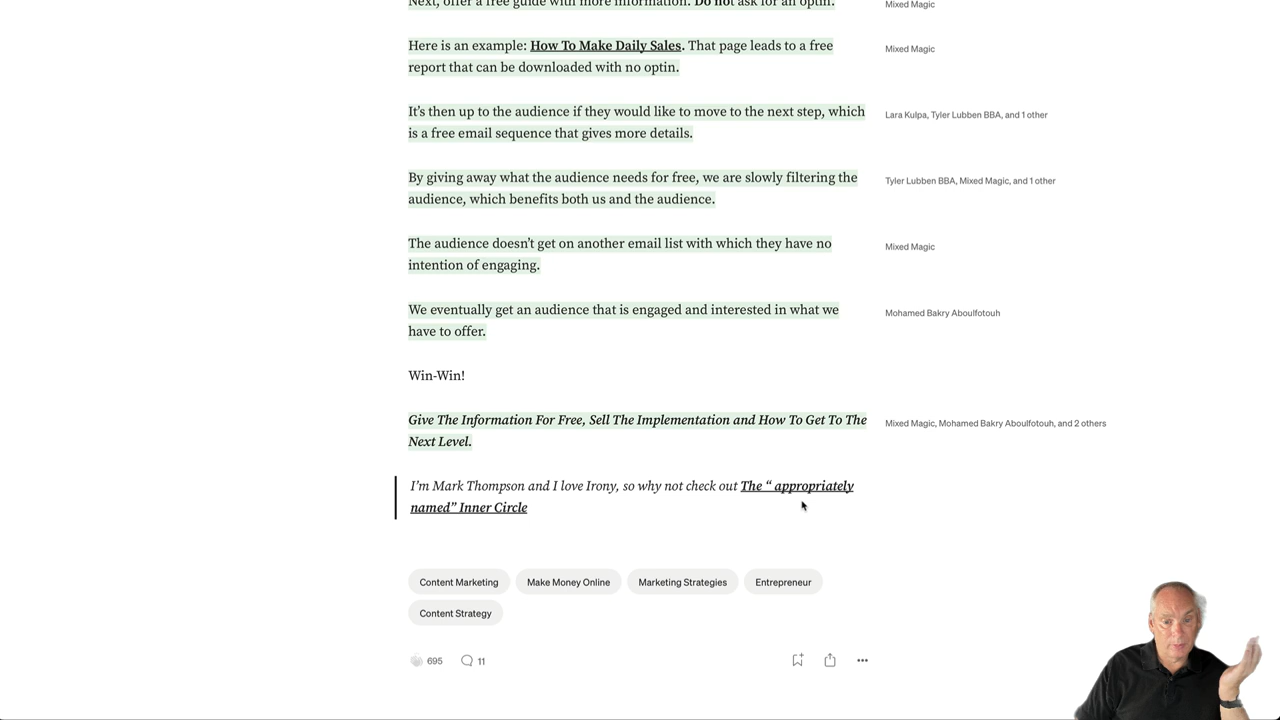 Next, offer a free guide with more information. Do not ask for an optin.
Mixed Magic
Here is an example: How To Make Daily Sales. That page leads to a free
Mixed Magic
report that can be downloaded with no optin.
It’s then up to the audience if they would like to move to the next step, which
Lara Kulpa, Tyler Lubben BBA, and 1 other
is a free email sequence that gives more details.
By giving away what the audience needs for free, we are slowly filtering the
Tyler Lubben BBA, Mixed Magic, and 1 other
audience, which benefits both us and the audience.
The audience doesn’t get on another email list with which they have no
Mixed Magic
intention of engaging.
We eventually get an audience that is engaged and interested in what we
Mohamed Bakry Aboulfotouh
have to offer.
Win-Win!
Give The Information For Free, Sell The Implementation and How To Get To The
Mixed Magic, Mohamed Bakry Aboulfotouh, and 2 others
Next Level.
I’m Mark Thompson and I love Irony, so why not check out The “ appropriately
named” Inner Circle
Content Marketing
Make Money Online
Marketing Strategies
Entrepreneur
Content Strategy
695
11